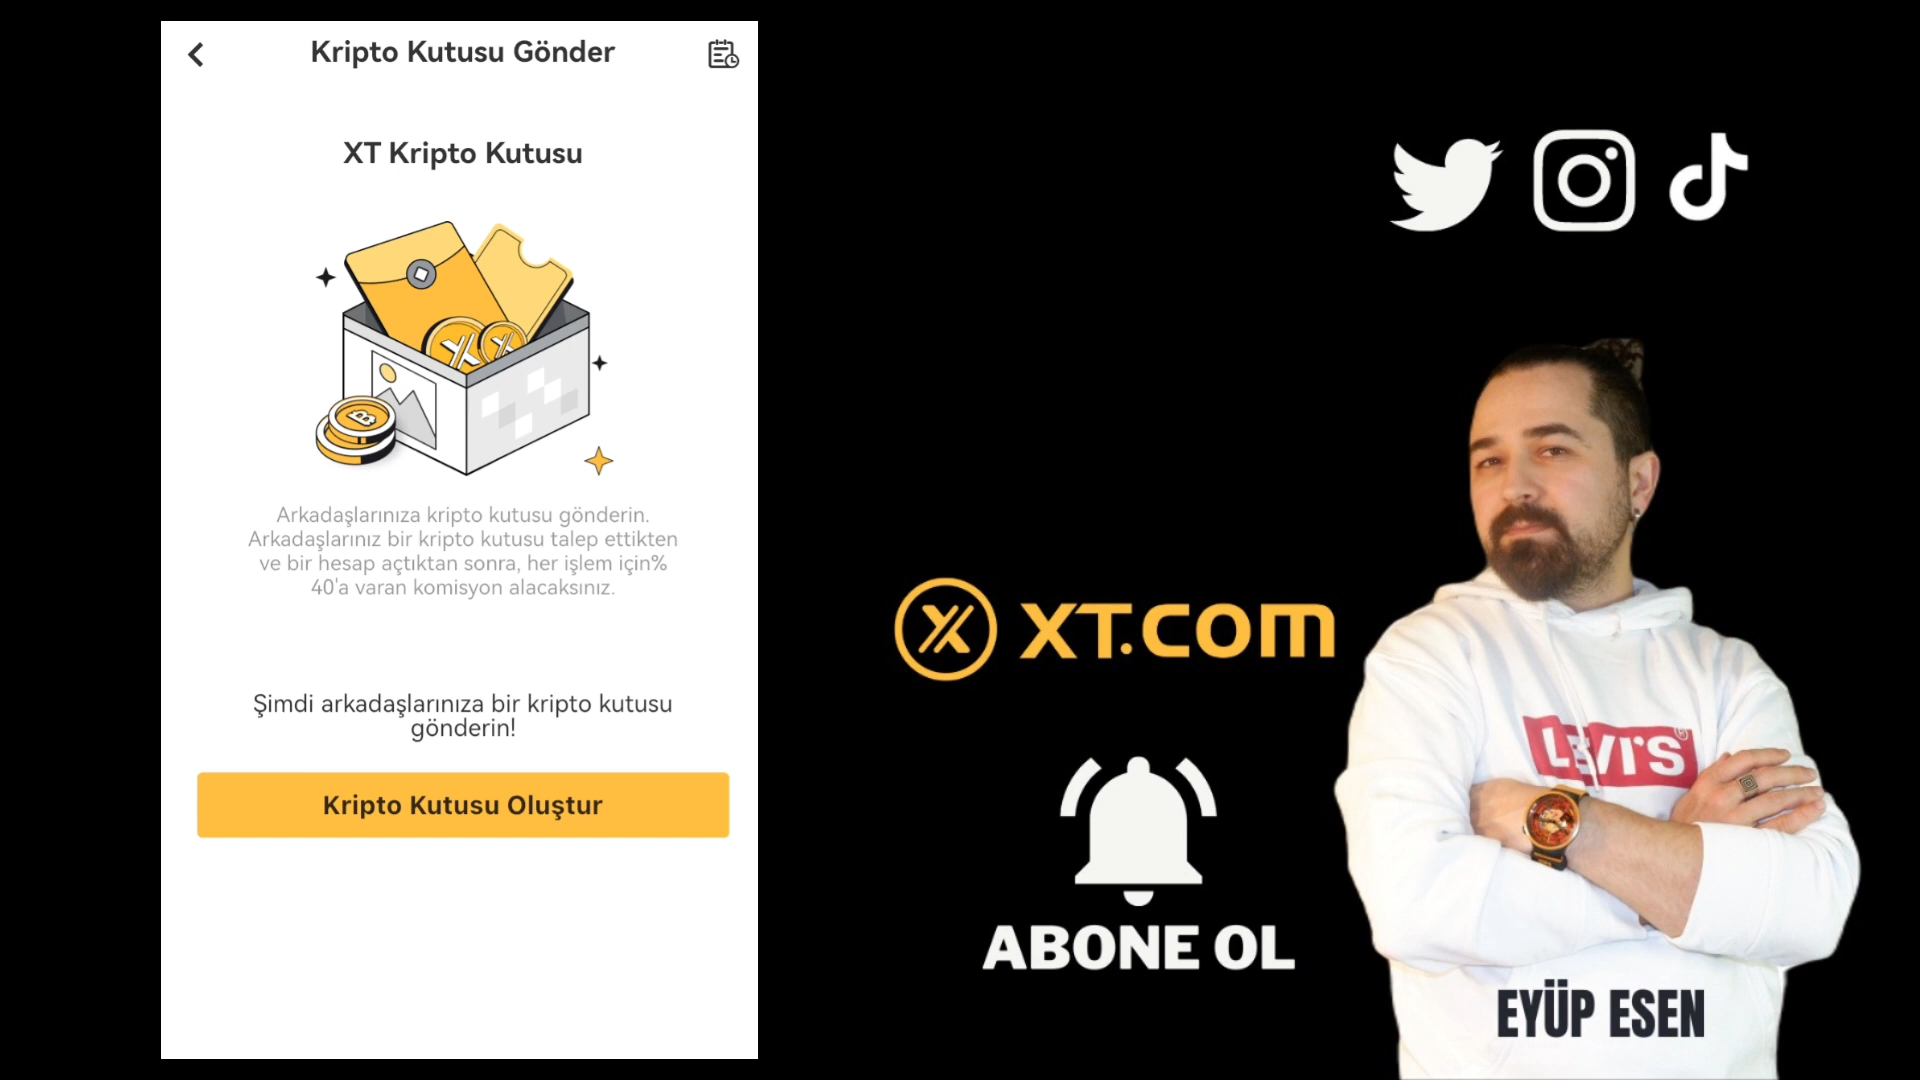 Kripto Kutusu Gönder
XT Kripto Kutusu
Arkadaşlarınıza kripto kutusu gönderin.
Arkadaşlarınız bir kripto kutusu talep ettikten
ve bir hesap açtıktan sonra, her işlem için%
40'a varan komisyon alacaksınız.
Şimdi arkadaşlarınıza bir kripto kutusu
gönderin!
Kripto Kutusu Oluştur
XT.COM
ABONE OL
LEVI'S®
EYÜP ESEN